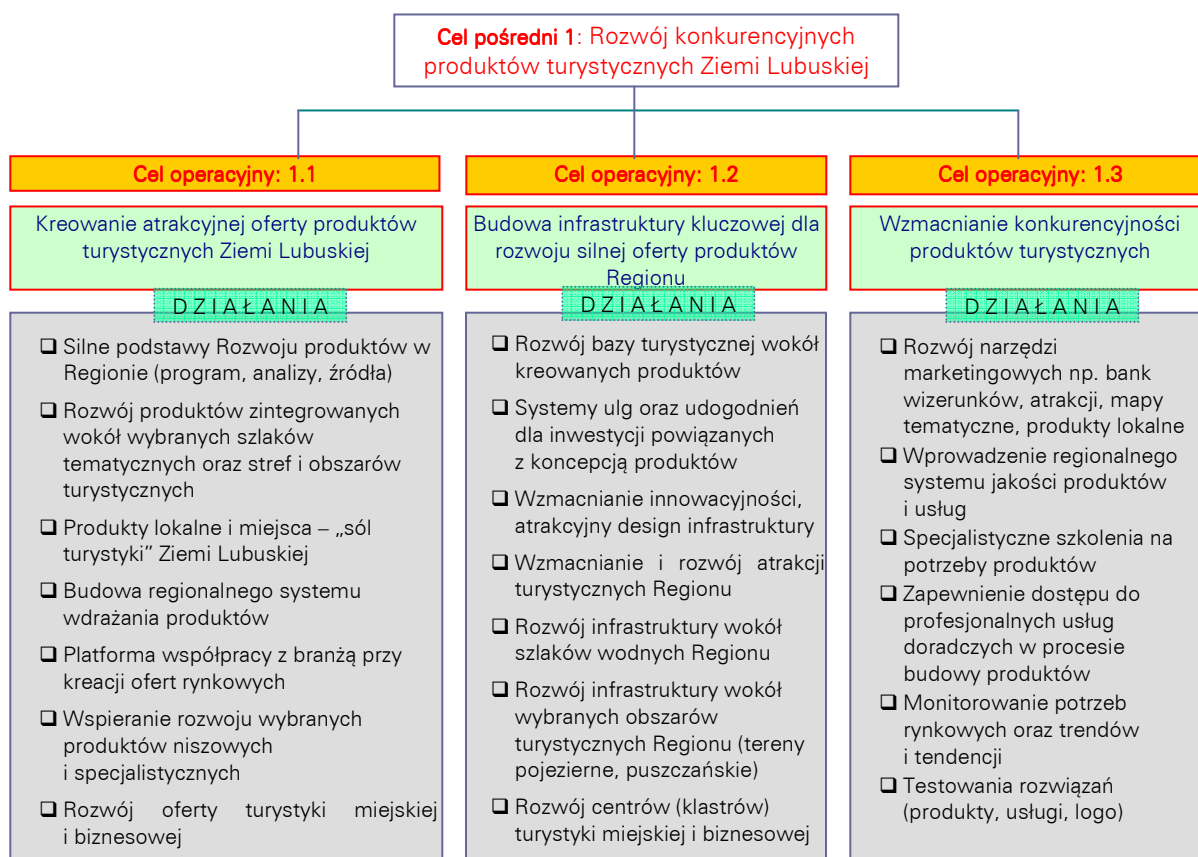 Cel pośredni 1: Rozwój konkurencyjnych
produktów turystycznych Ziemi Lubuskiej
Cel operacyjny: 1.1
Kreowanie atrakcyjnej oferty produktów
turystycznych Ziemi Lubuskiej
DZIAŁANIA
❑ Silne podstawy Rozwoju produktów w
Regionie (program, analizy, źródła)
❑ Rozwój produktów zintegrowanych
wokół wybranych szlaków
tematycznych oraz stref i obszarów
turystycznych
❑ Produkty lokalne i miejsca – „sól
turystyki” Ziemi Lubuskiej
❑ Budowa regionalnego systemu
wdrażania produktów
❑ Platforma współpracy z branżą przy
kreacji ofert rynkowych
❑ Wspieranie rozwoju wybranych
produktów niszowych
i specjalistycznych
❑ Rozwój oferty turystyki miejskiej
i biznesowej
Cel operacyjny: 1.2
Budowa infrastruktury kluczowej dla
rozwoju silnej oferty produktów
Regionu
DZIAŁANIA
❑ Rozwój bazy turystycznej wokół
kreowanych produktów
❑ Systemy ulg oraz udogodnień
dla inwestycji powiązanych
z koncepcją produktów
❑ Wzmacnianie innowacyjności,
atrakcyjny design infrastruktury
❑ Wzmacnianie i rozwój atrakcji
turystycznych Regionu
❑ Rozwój infrastruktury wokół
szlaków wodnych Regionu
❑ Rozwój infrastruktury wokół
wybranych obszarów
turystycznych Regionu (tereny
pojezierne, puszczańskie)
❑ Rozwój centrów (klastrów)
turystyki miejskiej i biznesowej
Cel operacyjny: 1.3
Wzmacnianie konkurencyjności
produktów turystycznych
DZIAŁANIA
❑ Rozwój narzędzi
marketingowych np. bank
wizerunków, atrakcji, mapy
tematyczne, produkty lokalne
❑ Wprowadzenie regionalnego
systemu jakości produktów
i usług
❑ Specjalistyczne szkolenia na
potrzeby produktów
❑ Zapewnienie dostępu do
profesjonalnych usług
doradczych w procesie
budowy produktów
❑ Monitorowanie potrzeb
rynkowych oraz trendów
i tendencji
❑ Testowania rozwiązań
(produkty, usługi, logo)